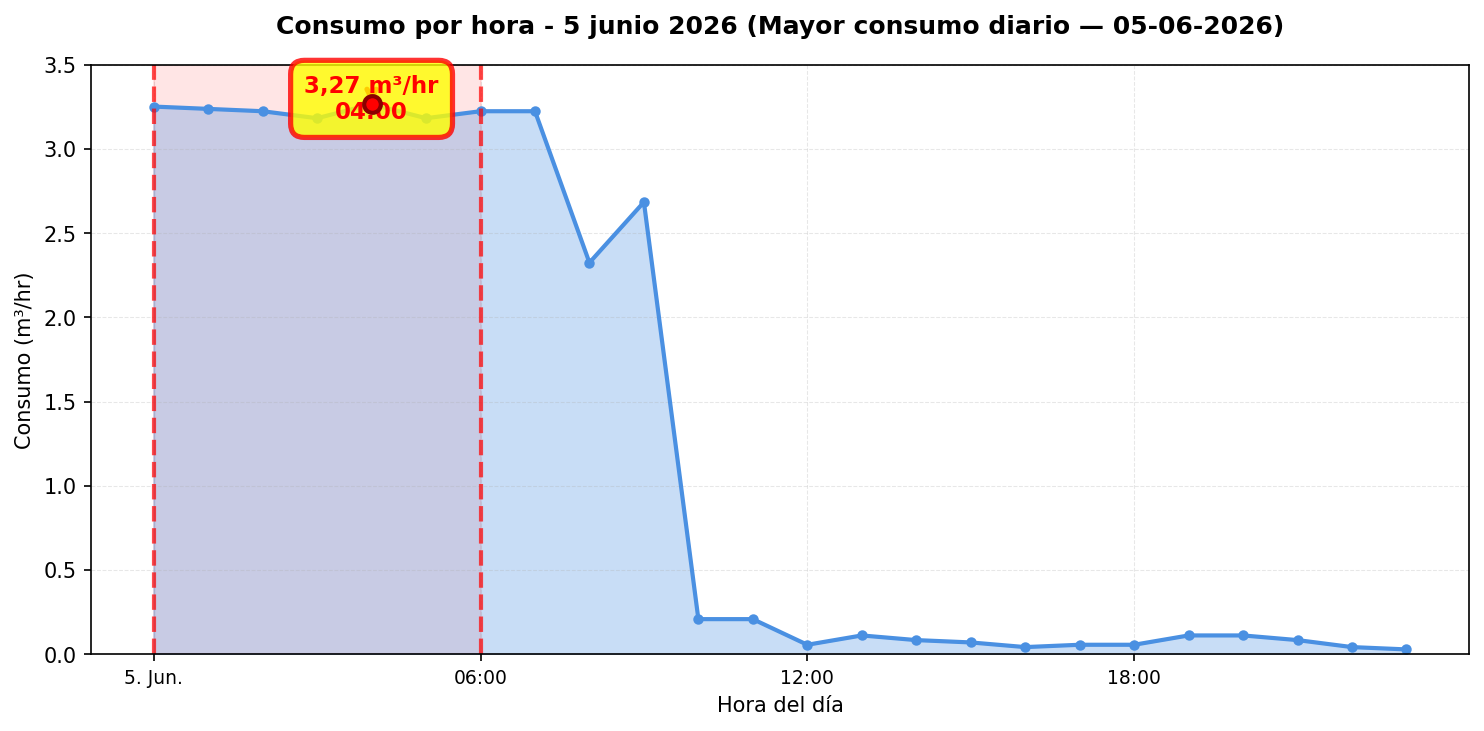 Consumo por hora - 5 junio 2026 (Mayor consumo diario — 05-06-2026)
3,27 m³/hr
04:00
Consumo (m³/hr)
3.5
3.0
2.5
2.0
1.5
1.0
0.5
0.0
5. Jun.
06:00
12:00
18:00
Hora del día